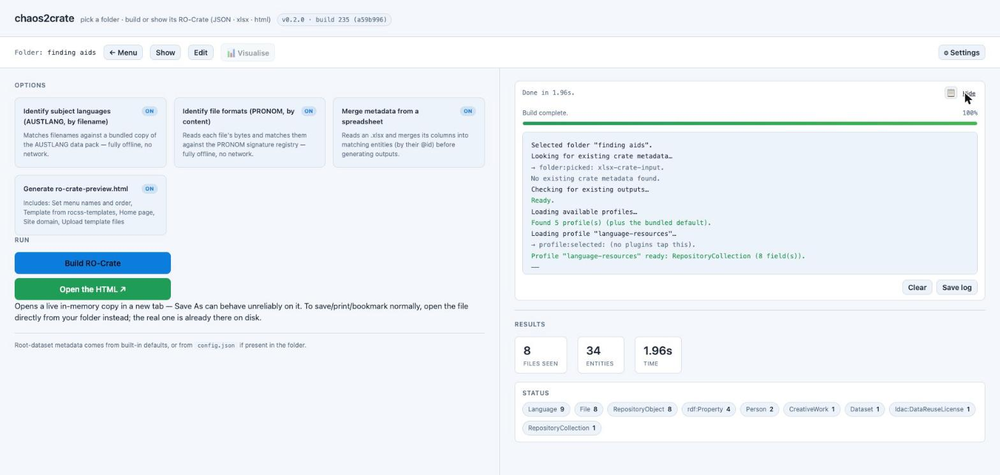 chaos2crate pick a folder · build or show its RO-Crate (JSON · xlsx · html) v0.2.0 · build 235 (a59b996)
Folder: finding aids ← Menu Show Edit 📊 Visualise ⚙ Settings
OPTIONS
Identify subject languages (AUSTLANG, by filename) ON
Matches filenames against a bundled copy of
the AUSTLANG data pack — fully offline, no
network.
Identify file formats (PRONOM, by content) ON
Reads each file's bytes and matches them
against the PRONOM signature registry —
fully offline, no network.
Merge metadata from a spreadsheet ON
Reads an .xlsx and merges its columns into
matching entities (by their @id) before
generating outputs.
Generate ro-crate-preview.html ON
Includes: Set menu names and order,
Template from rocss-templates, Home page,
Site domain, Upload template files
RUN
Build RO-Crate
Open the HTML ↗
Opens a live in-memory copy in a new tab — Save As can behave unreliably on it. To save/print/bookmark normally, open the file
directly from your folder instead; the real one is already there on disk.
Root-dataset metadata comes from built-in defaults, or from config.json if present in the folder.
Done in 1.96s. Hide
Build complete. 100%
Selected folder "finding aids".
Looking for existing crate metadata…
→ folder:picked: xlsx-crate-input.
No existing crate metadata found.
Checking for existing outputs…
Ready.
Loading available profiles…
Found 5 profile(s) (plus the bundled default).
Loading profile "language-resources"…
→ profile:selected: (no plugins tap this).
Profile "language-resources" ready: RepositoryCollection (8 field(s)).
——
Clear Save log
RESULTS
8 FILES SEEN
34 ENTITIES
1.96s TIME
STATUS
Language 9 File 8 RepositoryObject 8 rdf:Property 4 Person 2 CreativeWork 1 Dataset 1 ldac:DataReuseLicense 1
RepositoryCollection 1